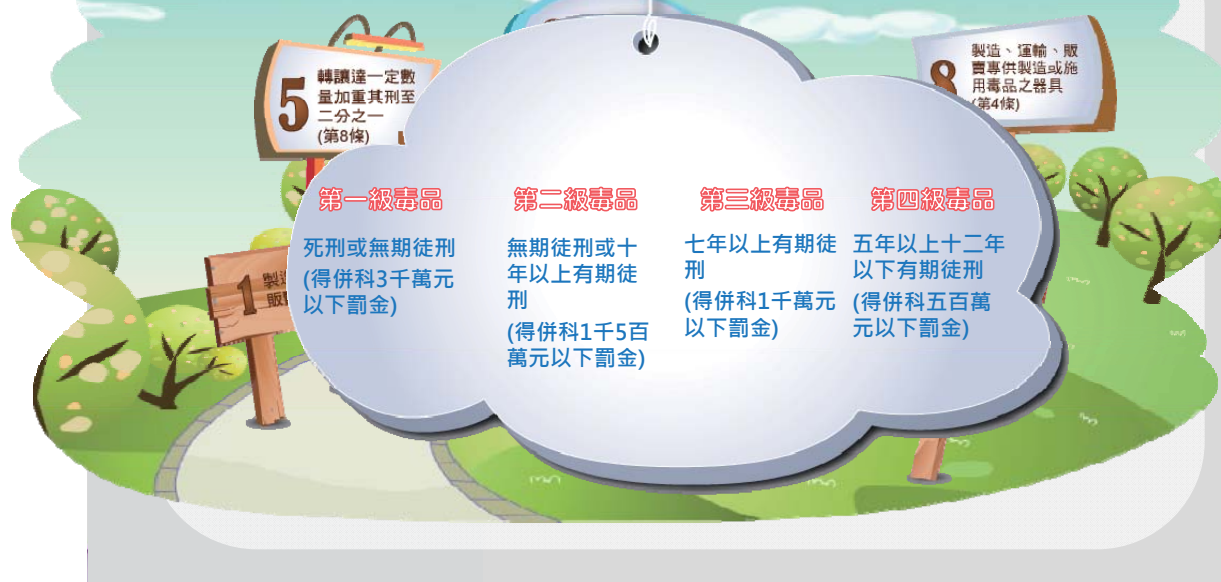 5
轉讓達一定數
量加重其刑至
二分之一
(第8條)
8
製造、運輸、販
賣專供製造或施
用毒品之器具
(第4條)
1
製造
販
第一級毒品
死刑或無期徒刑
(得併科3千萬元
以下罰金)
第二級毒品
無期徒刑或十
年以上有期徒
刑
(得併科1千5百
萬元以下罰金)
第三級毒品
七年以上有期徒
刑
(得併科1千萬元
以下罰金)
第四級毒品
五年以上十二年
以下有期徒刑
(得併科五百萬
元以下罰金)